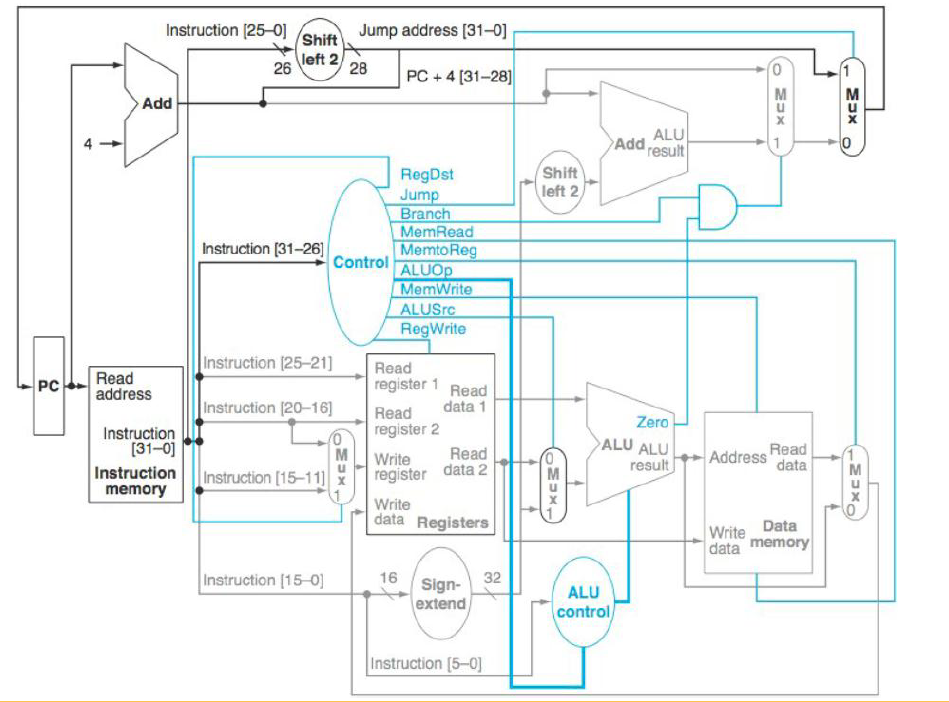 Instruction [25–0]
Shift
left 2
Jump address [31–0]
26
28
PC + 4 [31–28]
Add
4
0
M
u
x
1
1
M
u
x
0
Add
ALU
result
Shift
left 2
RegDst
Jump
Branch
MemRead
MemtoReg
ALUOp
MemWrite
ALUSrc
RegWrite
Instruction [31–26]
Control
PC
Read
address
Instruction
[31–0]
Instruction
memory
Instruction [25–21]
Instruction [20–16]
Instruction [15–11]
0
M
u
x
1
Read
register 1
Read
register 2
Write
register
Write
data
Read
data 1
Read
data 2
Registers
0
M
u
x
1
Zero
ALU
ALU
result
Address
Read
data
Write
data
Data
memory
1
M
u
x
0
Instruction [15–0]
16
Sign-
extend
32
ALU
control
Instruction [5–0]